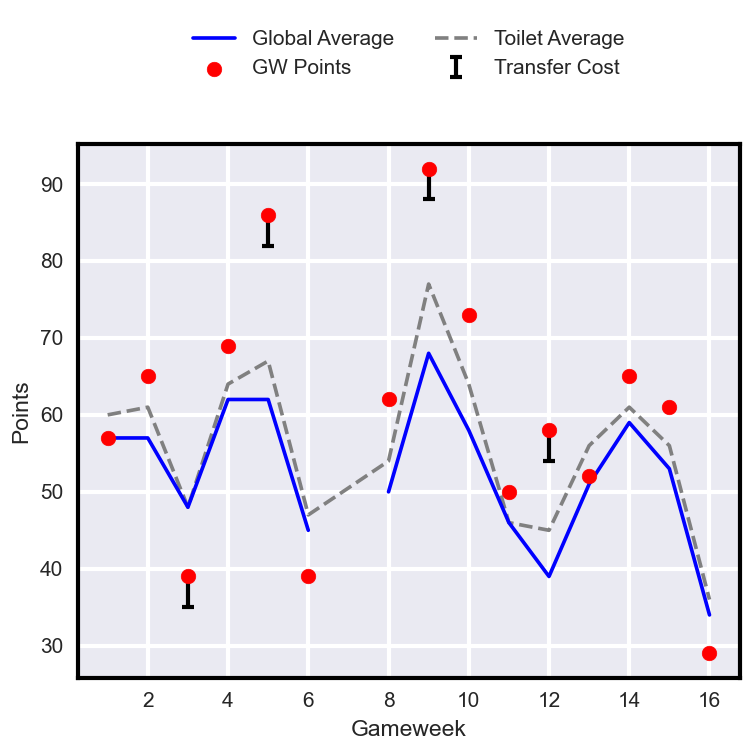 Global Average
Toilet Average
GW Points
Transfer Cost
90
80
70
60
50
40
30
Points
2 4 6 8 10 12 14 16
Gameweek